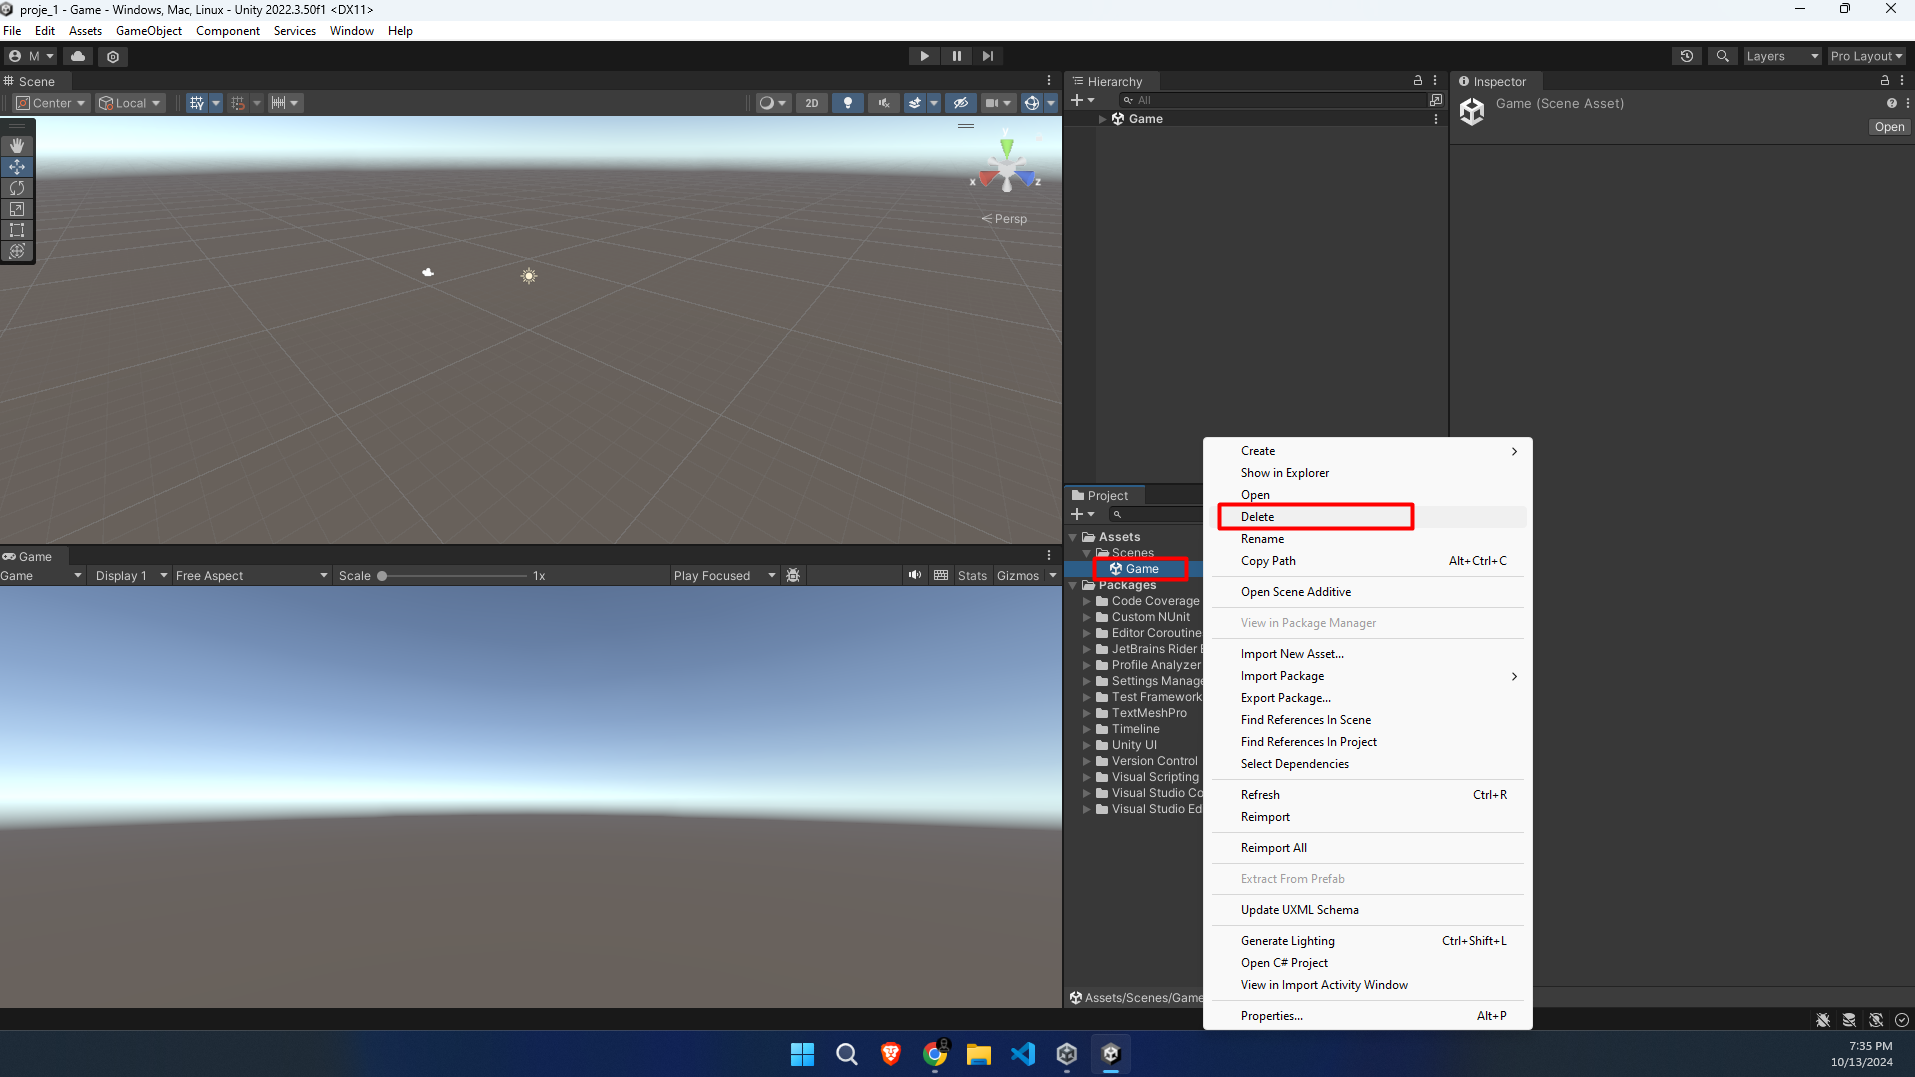 proje_1 - Game - Windows, Mac, Linux - Unity 2022.3.50f1 <DX11>
File Edit Assets GameObject Component Services Window Help
M
Layers
Pro Layout
Scene
Center
Local
2D
y
x
z
Persp
Hierarchy
All
Game
Inspector
Game (Scene Asset)
Open
Game
Game
Display 1
Free Aspect
Scale
1x
Play Focused
Stats
Gizmos
Project
Assets
Scenes
Game
Packages
Code Coverage
Custom NUnit
Editor Coroutine
JetBrains Rider E
Profile Analyzer
Settings Manage
Test Framework
TextMeshPro
Timeline
Unity UI
Version Control
Visual Scripting
Visual Studio Co
Visual Studio Ed
Assets/Scenes/Game
Create
Show in Explorer
Open
Delete
Rename
Copy Path Alt+Ctrl+C
Open Scene Additive
View in Package Manager
Import New Asset...
Import Package
Export Package...
Find References In Scene
Find References In Project
Select Dependencies
Refresh Ctrl+R
Reimport
Reimport All
Extract From Prefab
Update UXML Schema
Generate Lighting Ctrl+Shift+L
Open C# Project
View in Import Activity Window
Properties... Alt+P
7:35 PM
10/13/2024